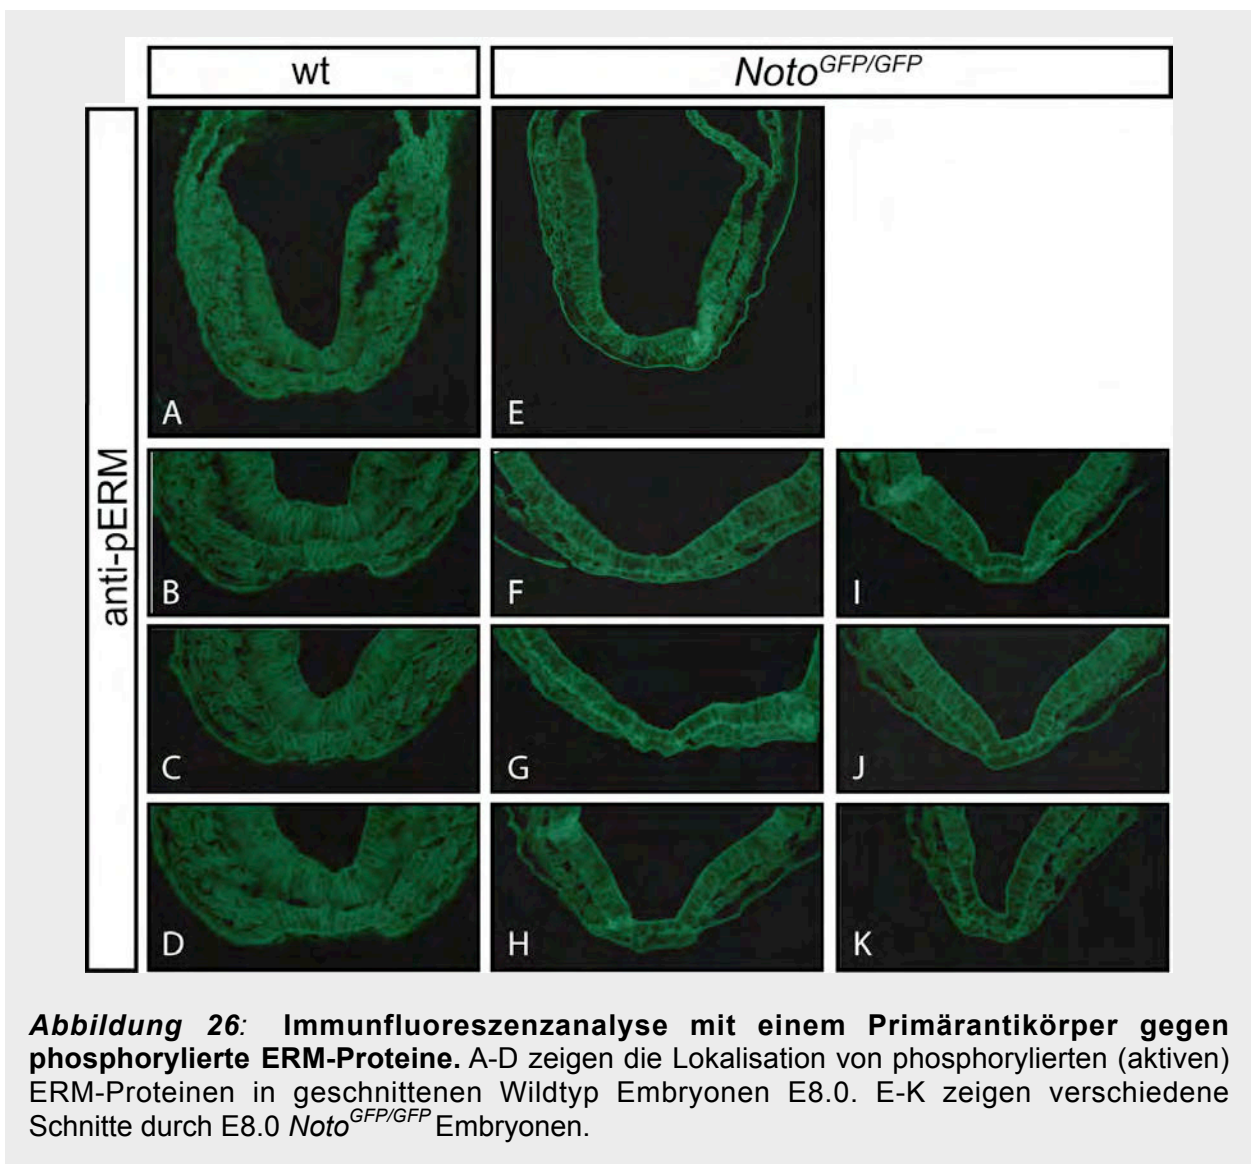 wt
Noto^GFP/GFP
anti-pERM
A
E
B
F
I
C
G
J
D
H
K
Abbildung 26: Immunfluoreszenzanalyse mit einem Primärantikörper gegen
phosphorylierte ERM-Proteine. A-D zeigen die Lokalisation von phosphorylierten (aktiven)
ERM-Proteinen in geschnittenen Wildtyp Embryonen E8.0. E-K zeigen verschiedene
Schnitte durch E8.0 Noto^GFP/GFP Embryonen.